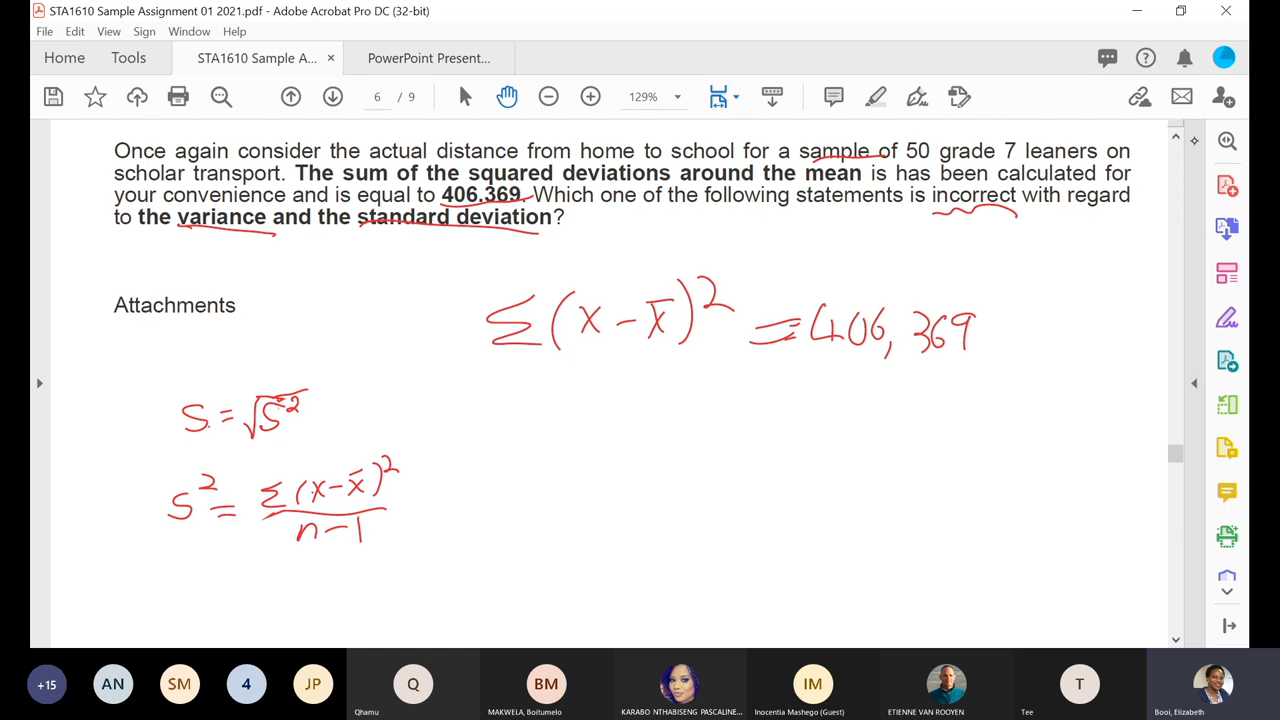 STA1610 Sample Assignment 01 2021.pdf - Adobe Acrobat Pro DC (32-bit)
File Edit View Sign Window Help
Home Tools STA1610 Sample A... × PowerPoint Present...
6 / 9 129%
Once again consider the actual distance from home to school for a sample of 50 grade 7 leaners on
scholar transport. The sum of the squared deviations around the mean is has been calculated for
your convenience and is equal to 406.369. Which one of the following statements is incorrect with regard
to the variance and the standard deviation?
Attachments
Σ(x-x̄)² = 406,369
S = √S²
S² = Σ(x-x̄)²
n-1
+15 AN SM 4 JP Q BM IM T
Qhamu MAKWELA, Boitumelo KARABO NTHABISENG PASCALINE... Inocentia Mashego (Guest) ETIENNE VAN ROOYEN Tee Booi, Elizabeth